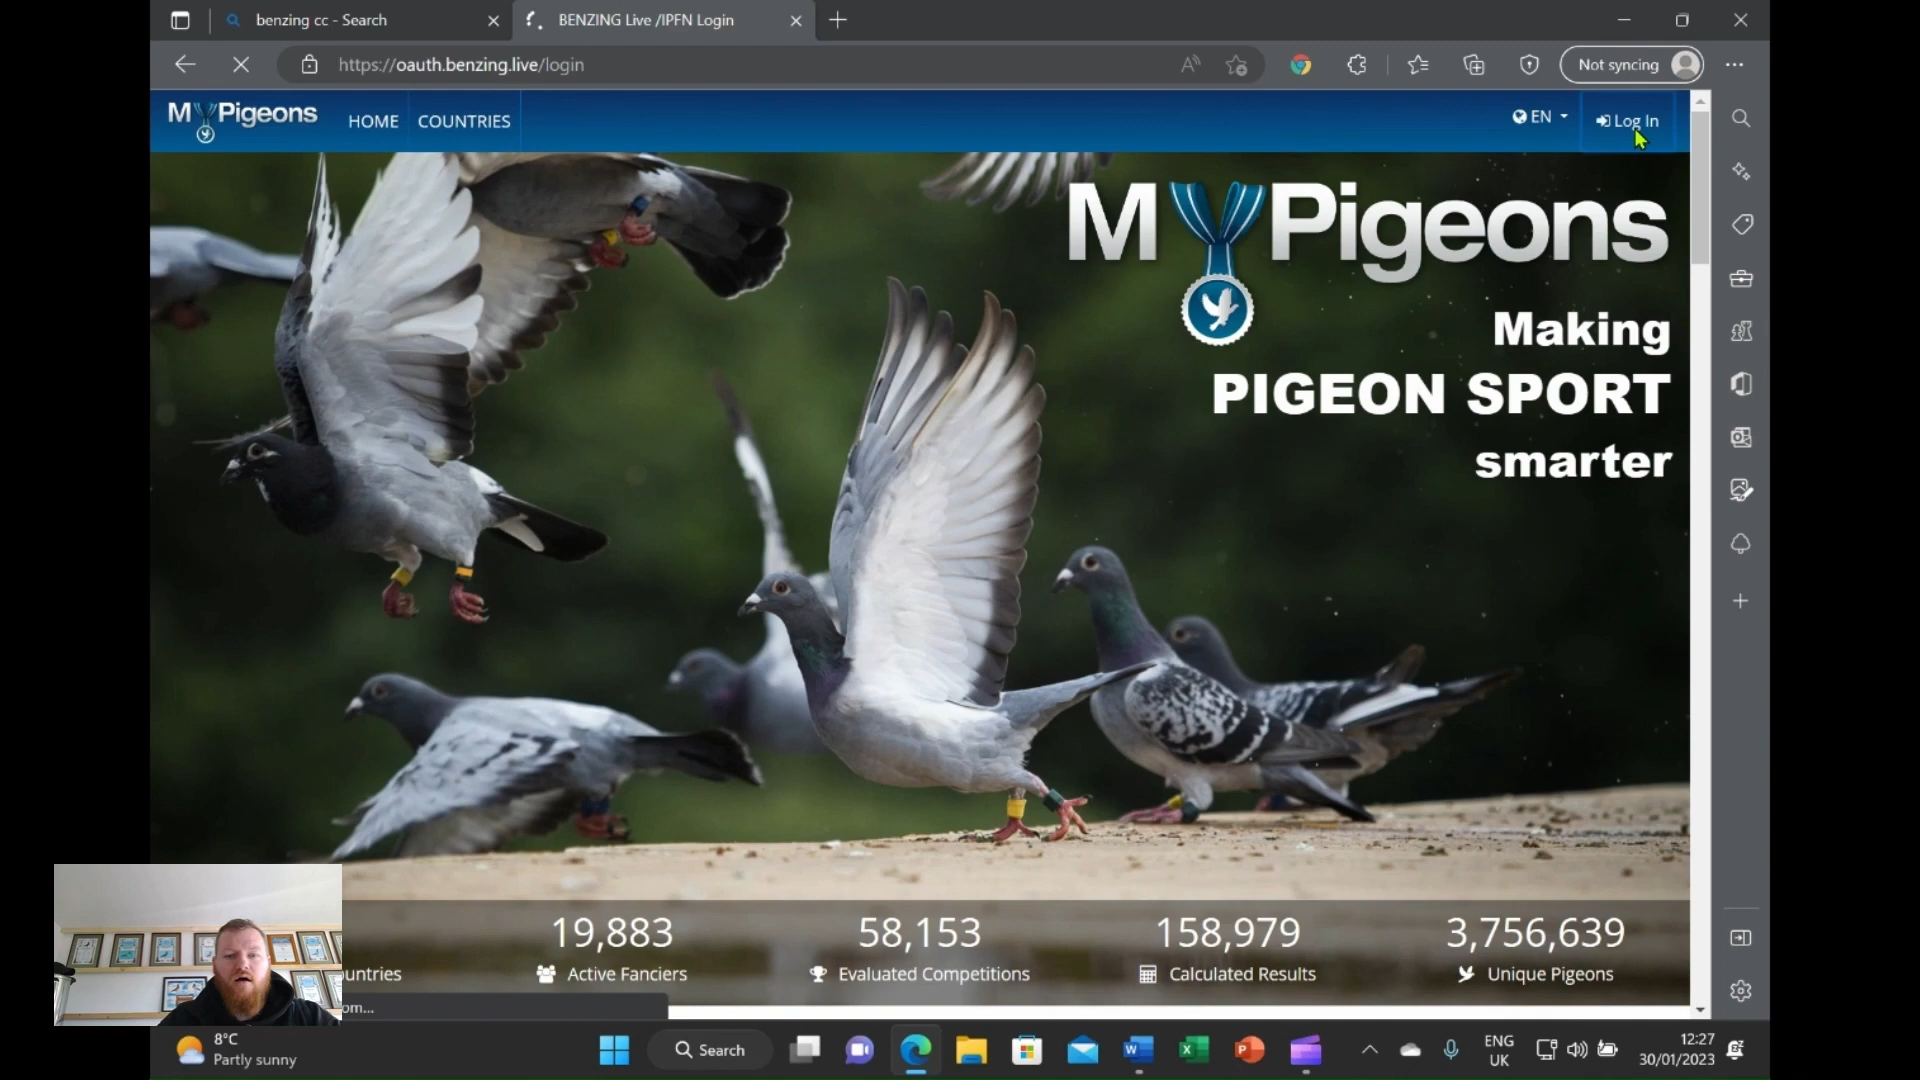 benzing cc - Search
BENZING Live /IPFN Login
https://oauth.benzing.live/login
Not syncing
MYPigeons
HOME
COUNTRIES
EN
Log In
MYPigeons
Making
PIGEON SPORT
smarter
19,883
58,153
158,979
3,756,639
untries
Active Fanciers
Evaluated Competitions
Calculated Results
Unique Pigeons
om...
8°C
Partly sunny
Search
ENG
UK
12:27
30/01/2023